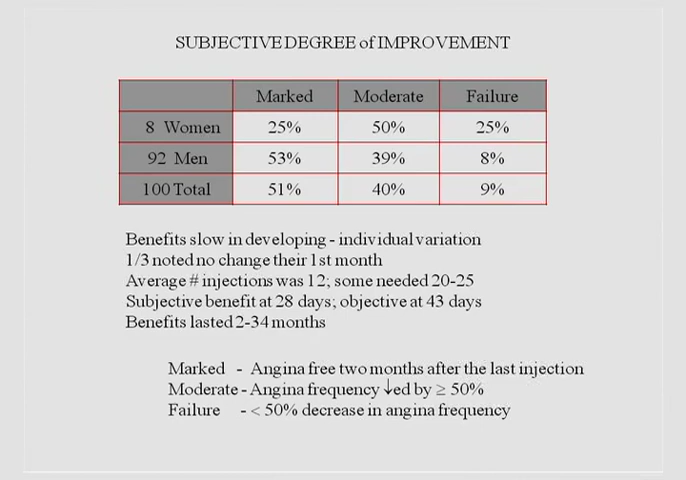 SUBJECTIVE DEGREE of IMPROVEMENT
Marked Moderate Failure
8 Women 25% 50% 25%
92 Men 53% 39% 8%
100 Total 51% 40% 9%
Benefits slow in developing - individual variation
1/3 noted no change their 1st month
Average # injections was 12; some needed 20-25
Subjective benefit at 28 days; objective at 43 days
Benefits lasted 2-34 months
Marked - Angina free two months after the last injection
Moderate - Angina frequency ↓ed by ≥ 50%
Failure - < 50% decrease in angina frequency